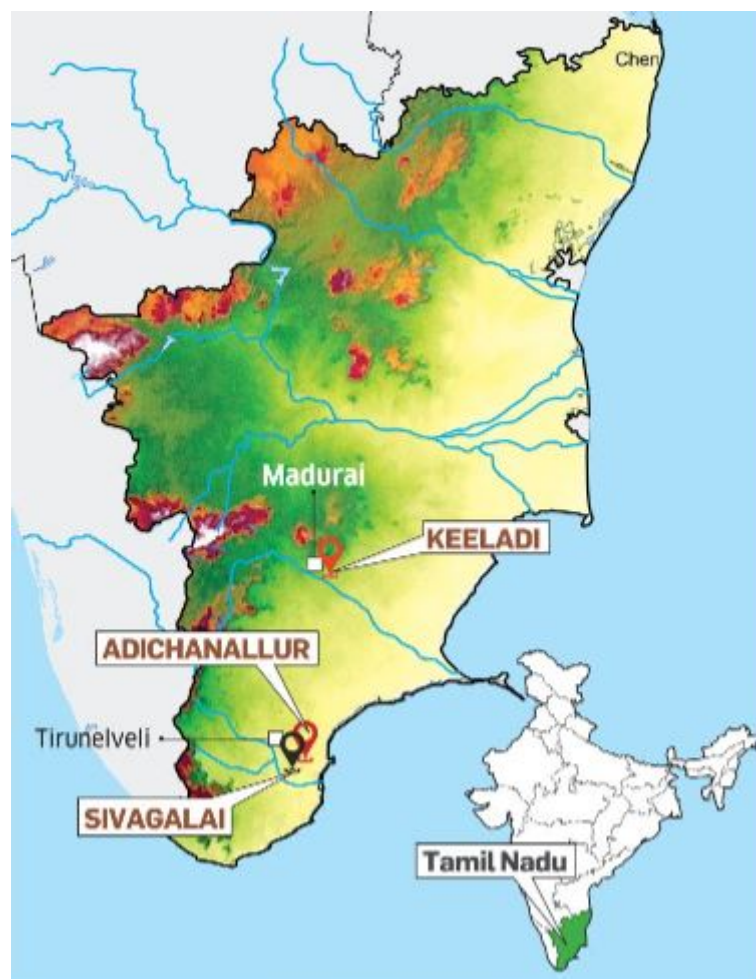 Chen
Madurai
KEELADI
ADICHANALLUR
Tirunelveli
SIVAGALAI
Tamil Nadu